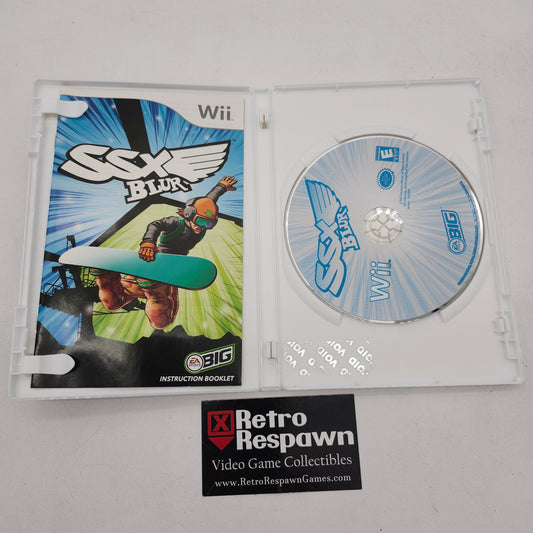 Wii
SSX
BLUR
EA SPORTS BIG
INSTRUCTION BOOKLET
E
SSX
BLUR
Wii
BIG
VOID VOID
Retro
Respawn
Video Game Collectibles
www.RetroRespawnGames.com